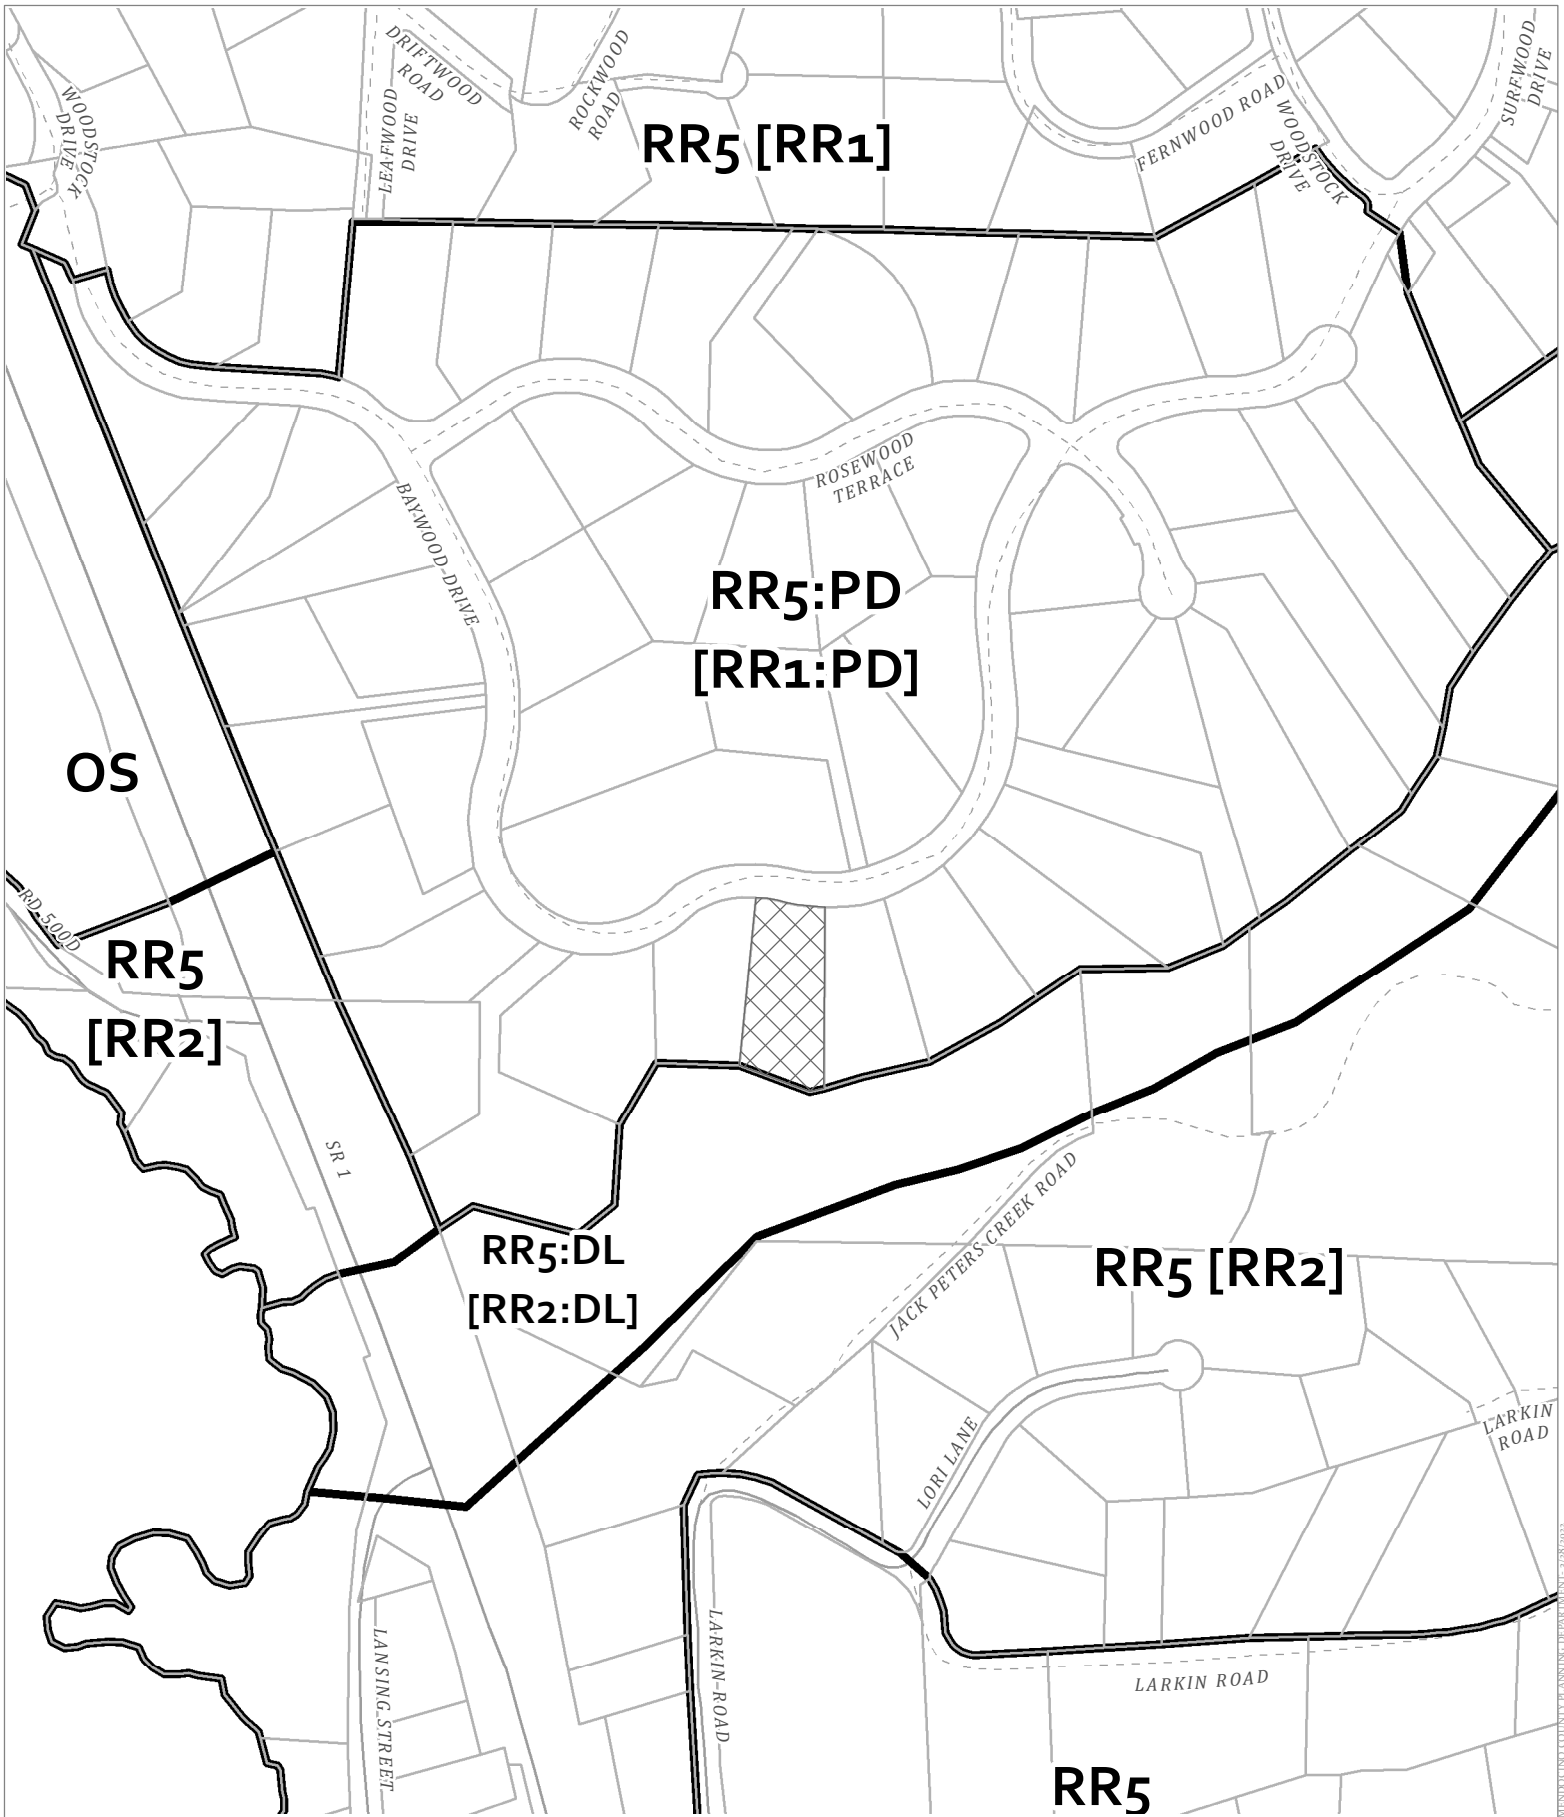 DRIFTWOOD
ROAD
ROCKWOOD
ROAD
SURFWOOD
DRIVE
WOODSTOCK
DRIVE
LEAFWOOD
DRIVE
RR5 [RR1]
FERNWOOD ROAD
WOODSTOCK
DRIVE
ROSEWOOD
TERRACE
BAYWOOD DRIVE
RR5:PD
[RR1:PD]
OS
RD 500D
RR5
[RR2]
SR 1
RR5:DL
[RR2:DL]
JACK PETERS CREEK ROAD
RR5 [RR2]
LORI LANE
LARKIN
ROAD
LANSING STREET
LARKIN ROAD
LARKIN ROAD
RR5